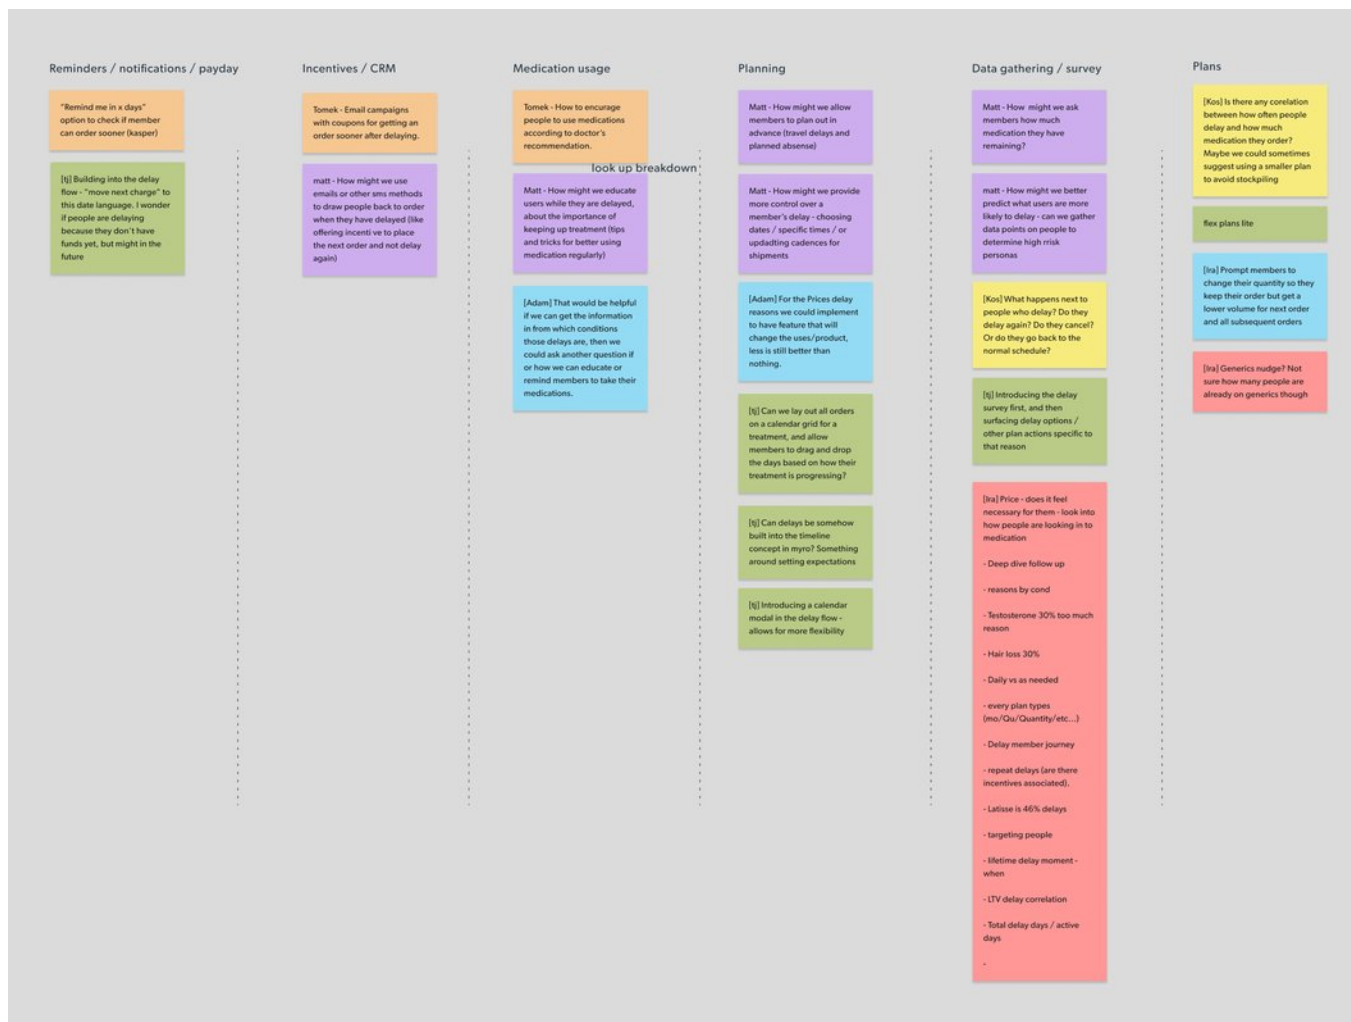 Reminders / notifications / payday
"Remind me in x days"
option to check if member
can order sooner (kasper)
[tj] Building into the delay
flow - "move next charge" to
this date language. I wonder
if people are delaying
because they don't have
funds yet, but might in the
future
Incentives / CRM
Tomek - Email campaigns
with coupons for getting an
order sooner after delaying.
matt - How might we use
emails or other sms methods
to draw people back to order
when they have delayed (like
offering incenti ve to place
the next order and not delay
again)
Medication usage
Tomek - How to encurage
people to use medications
according to doctor's
recommendation.
look up breakdown
Matt - How might we educate
users while they are delayed,
about the importance of
keeping up treatment (tips
and tricks for better using
medication regularly)
[Adam] That would be helpful
if we can get the information
in from which conditions
those delays are, then we
could ask another question if
or how we can educate or
remind members to take their
medications.
Planning
Matt - How might we allow
members to plan out in
advance (travel delays and
planned absense)
Matt - How might we provide
more control over a
member's delay - choosing
dates / specific times / or
updadting cadences for
shipments
[Adam] For the Prices delay
reasons we could implement
to have feature that will
change the uses/product,
less is still better than
nothing.
[tj] Can we lay out all orders
on a calendar grid for a
treatment, and allow
members to drag and drop
the days based on how their
treatment is progressing?
[tj] Can delays be somehow
built into the timeline
concept in myro? Something
around setting expectations
[tj] Introducing a calendar
modal in the delay flow -
allows for more flexibility
Data gathering / survey
Matt - How might we ask
members how much
medication they have
remaining?
matt - How might we better
predict what users are more
likely to delay - can we gather
data points on people to
determine high rrisk
personas
[Kos] What happens next to
people who delay? Do they
delay again? Do they cancel?
Or do they go back to the
normal schedule?
[tj] Introducing the delay
survey first, and then
surfacing delay options /
other plan actions specific to
that reason
[Ira] Price - does it feel
necessary for them - look into
how people are looking in to
medication
- Deep dive follow up
- reasons by cond
- Testosterone 30% too much
reason
- Hair loss 30%
- Daily vs as needed
- every plan types
(mo/Qu/Quantity/etc...)
- Delay member journey
- repeat delays (are there
incentives associated).
- Latisse is 46% delays
- targeting people
- lifetime delay moment -
when
- LTV delay correlation
- Total delay days / active
days
-
Plans
[Kos] Is there any corelation
between how often people
delay and how much
medication they order?
Maybe we could sometimes
suggest using a smaller plan
to avoid stockpiling
flex plans lite
[Ira] Prompt members to
change their quantity so they
keep their order but get a
lower volume for next order
and all subsequent orders
[Ira] Generics nudge? Not
sure how many people are
already on generics though